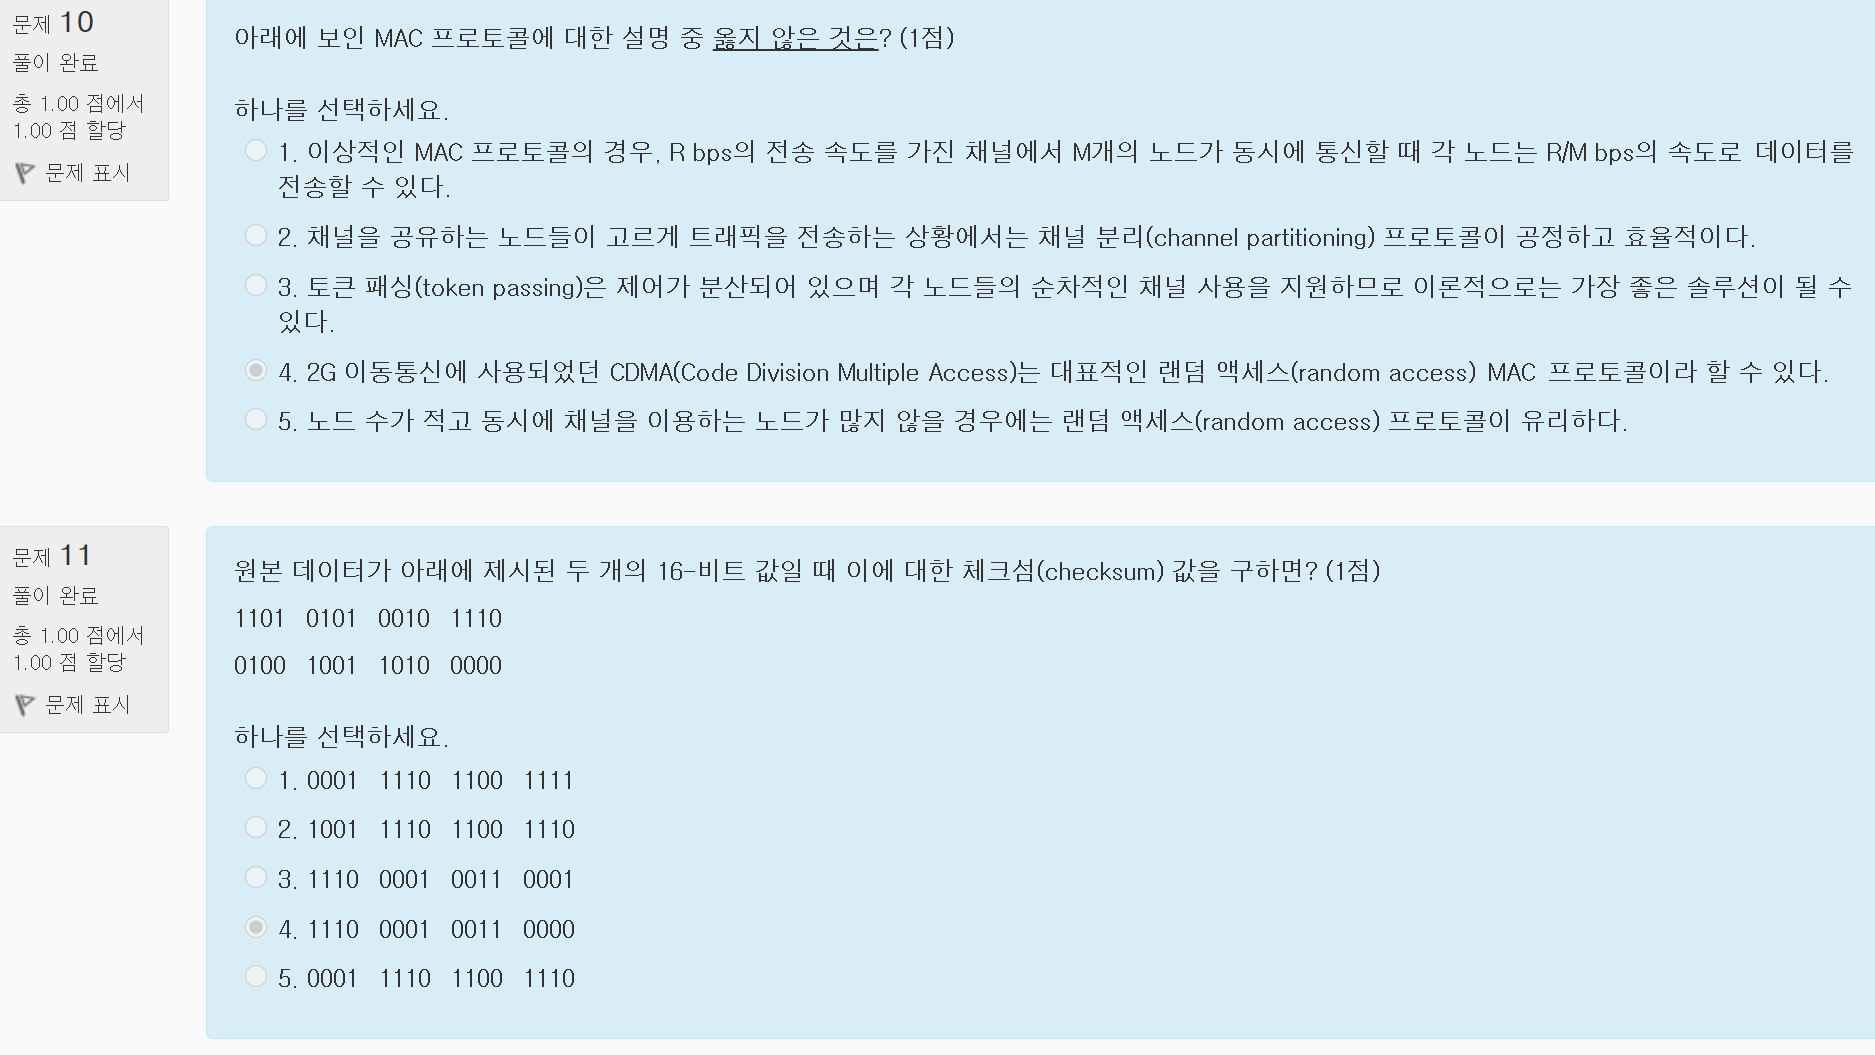 문제 10
풀이 완료
총 1.00 점에서
1.00 점 할당
문제 표시
아래에 보인 MAC 프로토콜에 대한 설명 중 옳지 않은 것은? (1점)
하나를 선택하세요.
1. 이상적인 MAC 프로토콜의 경우, R bps의 전송 속도를 가진 채널에서 M개의 노드가 동시에 통신할 때 각 노드는 R/M bps의 속도로 데이터를
전송할 수 있다.
2. 채널을 공유하는 노드들이 고르게 트래픽을 전송하는 상황에서는 채널 분리(channel partitioning) 프로토콜이 공정하고 효율적이다.
3. 토큰 패싱(token passing)은 제어가 분산되어 있으며 각 노드들의 순차적인 채널 사용을 지원하므로 이론적으로는 가장 좋은 솔루션이 될 수
있다.
4. 2G 이동통신에 사용되었던 CDMA(Code Division Multiple Access)는 대표적인 랜덤 액세스(random access) MAC 프로토콜이라 할 수 있다.
5. 노드 수가 적고 동시에 채널을 이용하는 노드가 많지 않을 경우에는 랜덤 액세스(random access) 프로토콜이 유리하다.
문제 11
풀이 완료
총 1.00 점에서
1.00 점 할당
문제 표시
원본 데이터가 아래에 제시된 두 개의 16-비트 값일 때 이에 대한 체크섬(checksum) 값을 구하면? (1점)
1101 0101 0010 1110
0100 1001 1010 0000
하나를 선택하세요.
1. 0001 1110 1100 1111
2. 1001 1110 1100 1110
3. 1110 0001 0011 0001
4. 1110 0001 0011 0000
5. 0001 1110 1100 1110